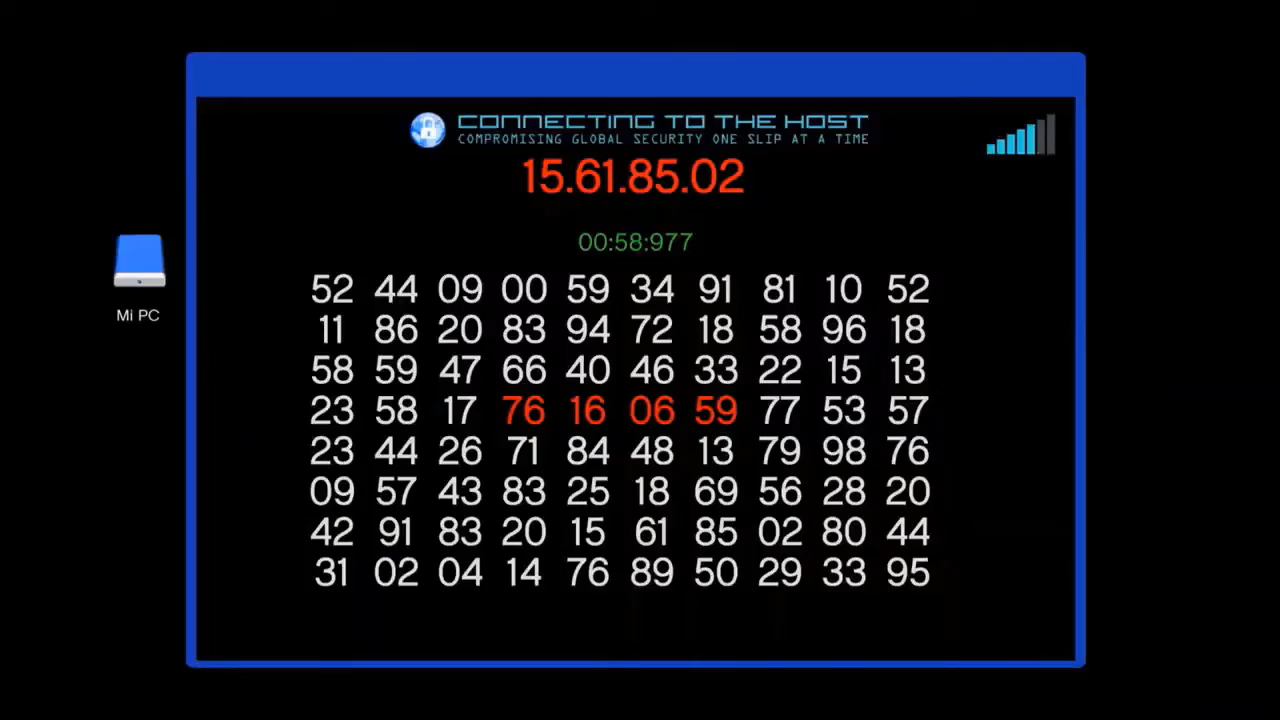 CONNECTING TO THE HOST
COMPROMISING GLOBAL SECURITY ONE SLIP AT A TIME
15.61.85.02
00:58:977
52 44 09 00 59 34 91 81 10 52
11 86 20 83 94 72 18 58 96 18
58 59 47 66 40 46 33 22 15 13
Mi PC
23 58 17 76 16 06 59 77 53 57
23 44 26 71 84 48 13 79 98 76
09 57 43 83 25 18 69 56 28 20
42 91 83 20 15 61 85 02 80 44
31 02 04 14 76 89 50 29 33 95